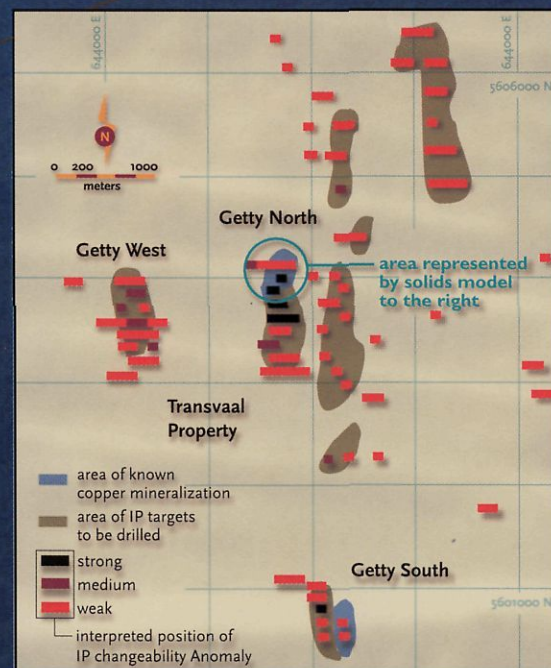 644000 E
644000 E
5606000 N
N
0 200 1000
meters
Getty North
Getty West
area represented
by solids model
to the right
Transvaal
Property
area of known
copper mineralization
area of IP targets
to be drilled
strong
medium
weak
interpreted position of
IP changeability Anomaly
Getty South
5601000 N